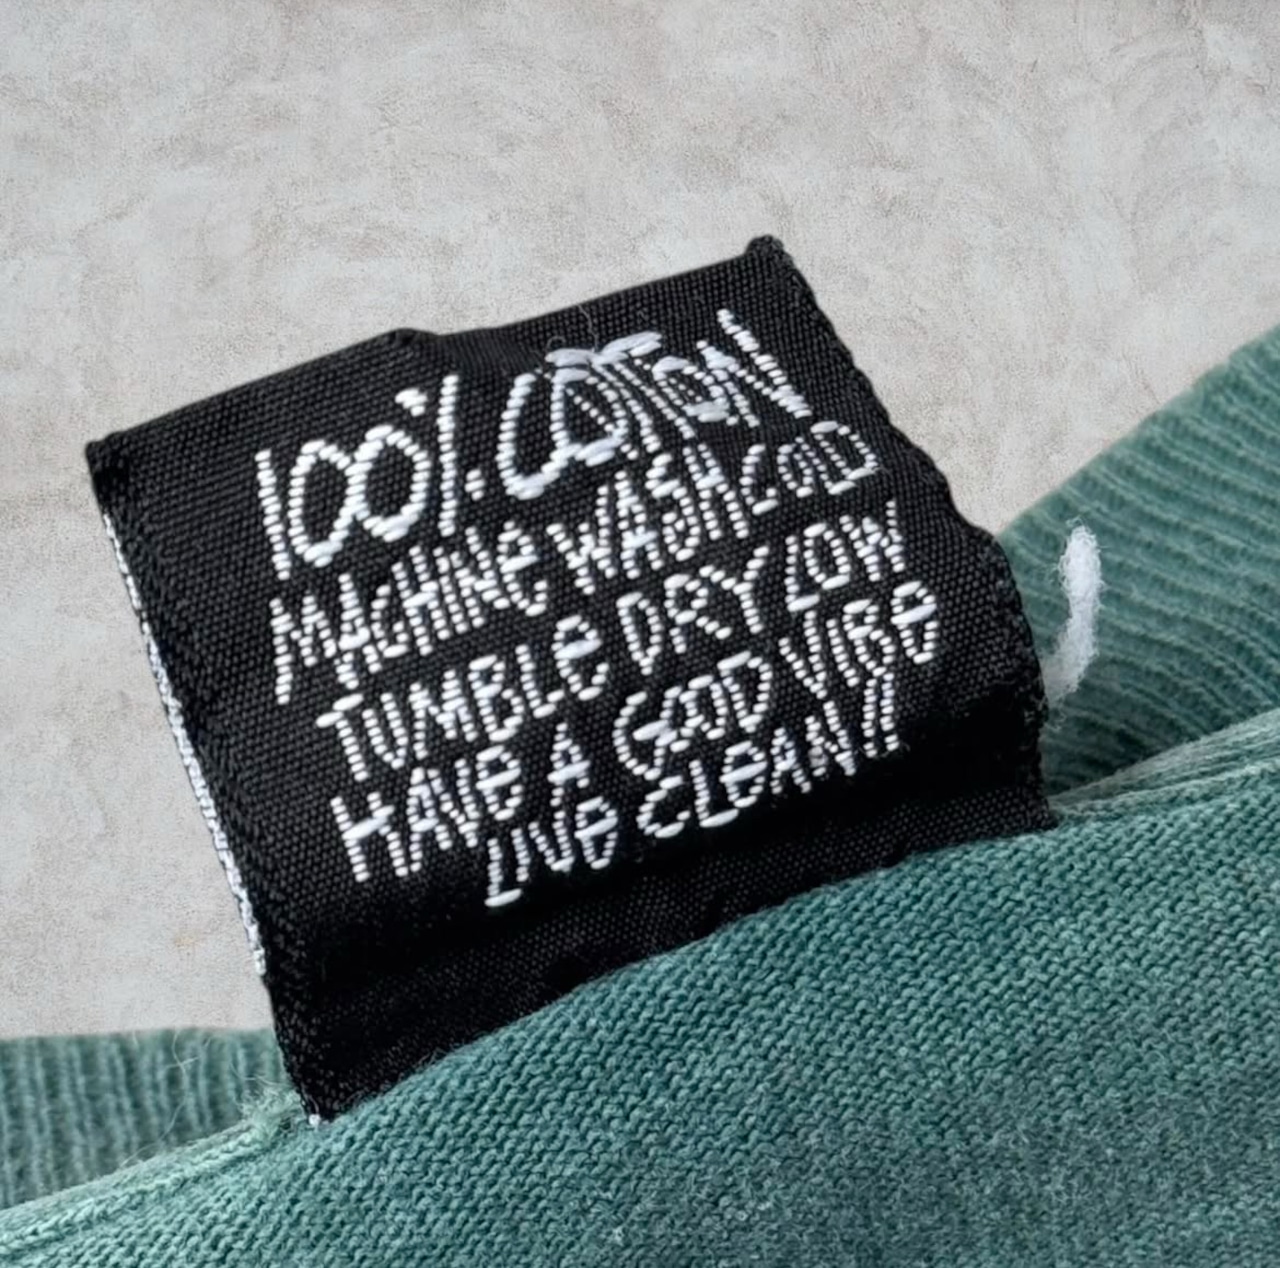 100% COTTON
MACHINE WASH COLD
TUMBLE DRY LOW
HAVE A GOOD VIBE
LIVE CLEAN!!